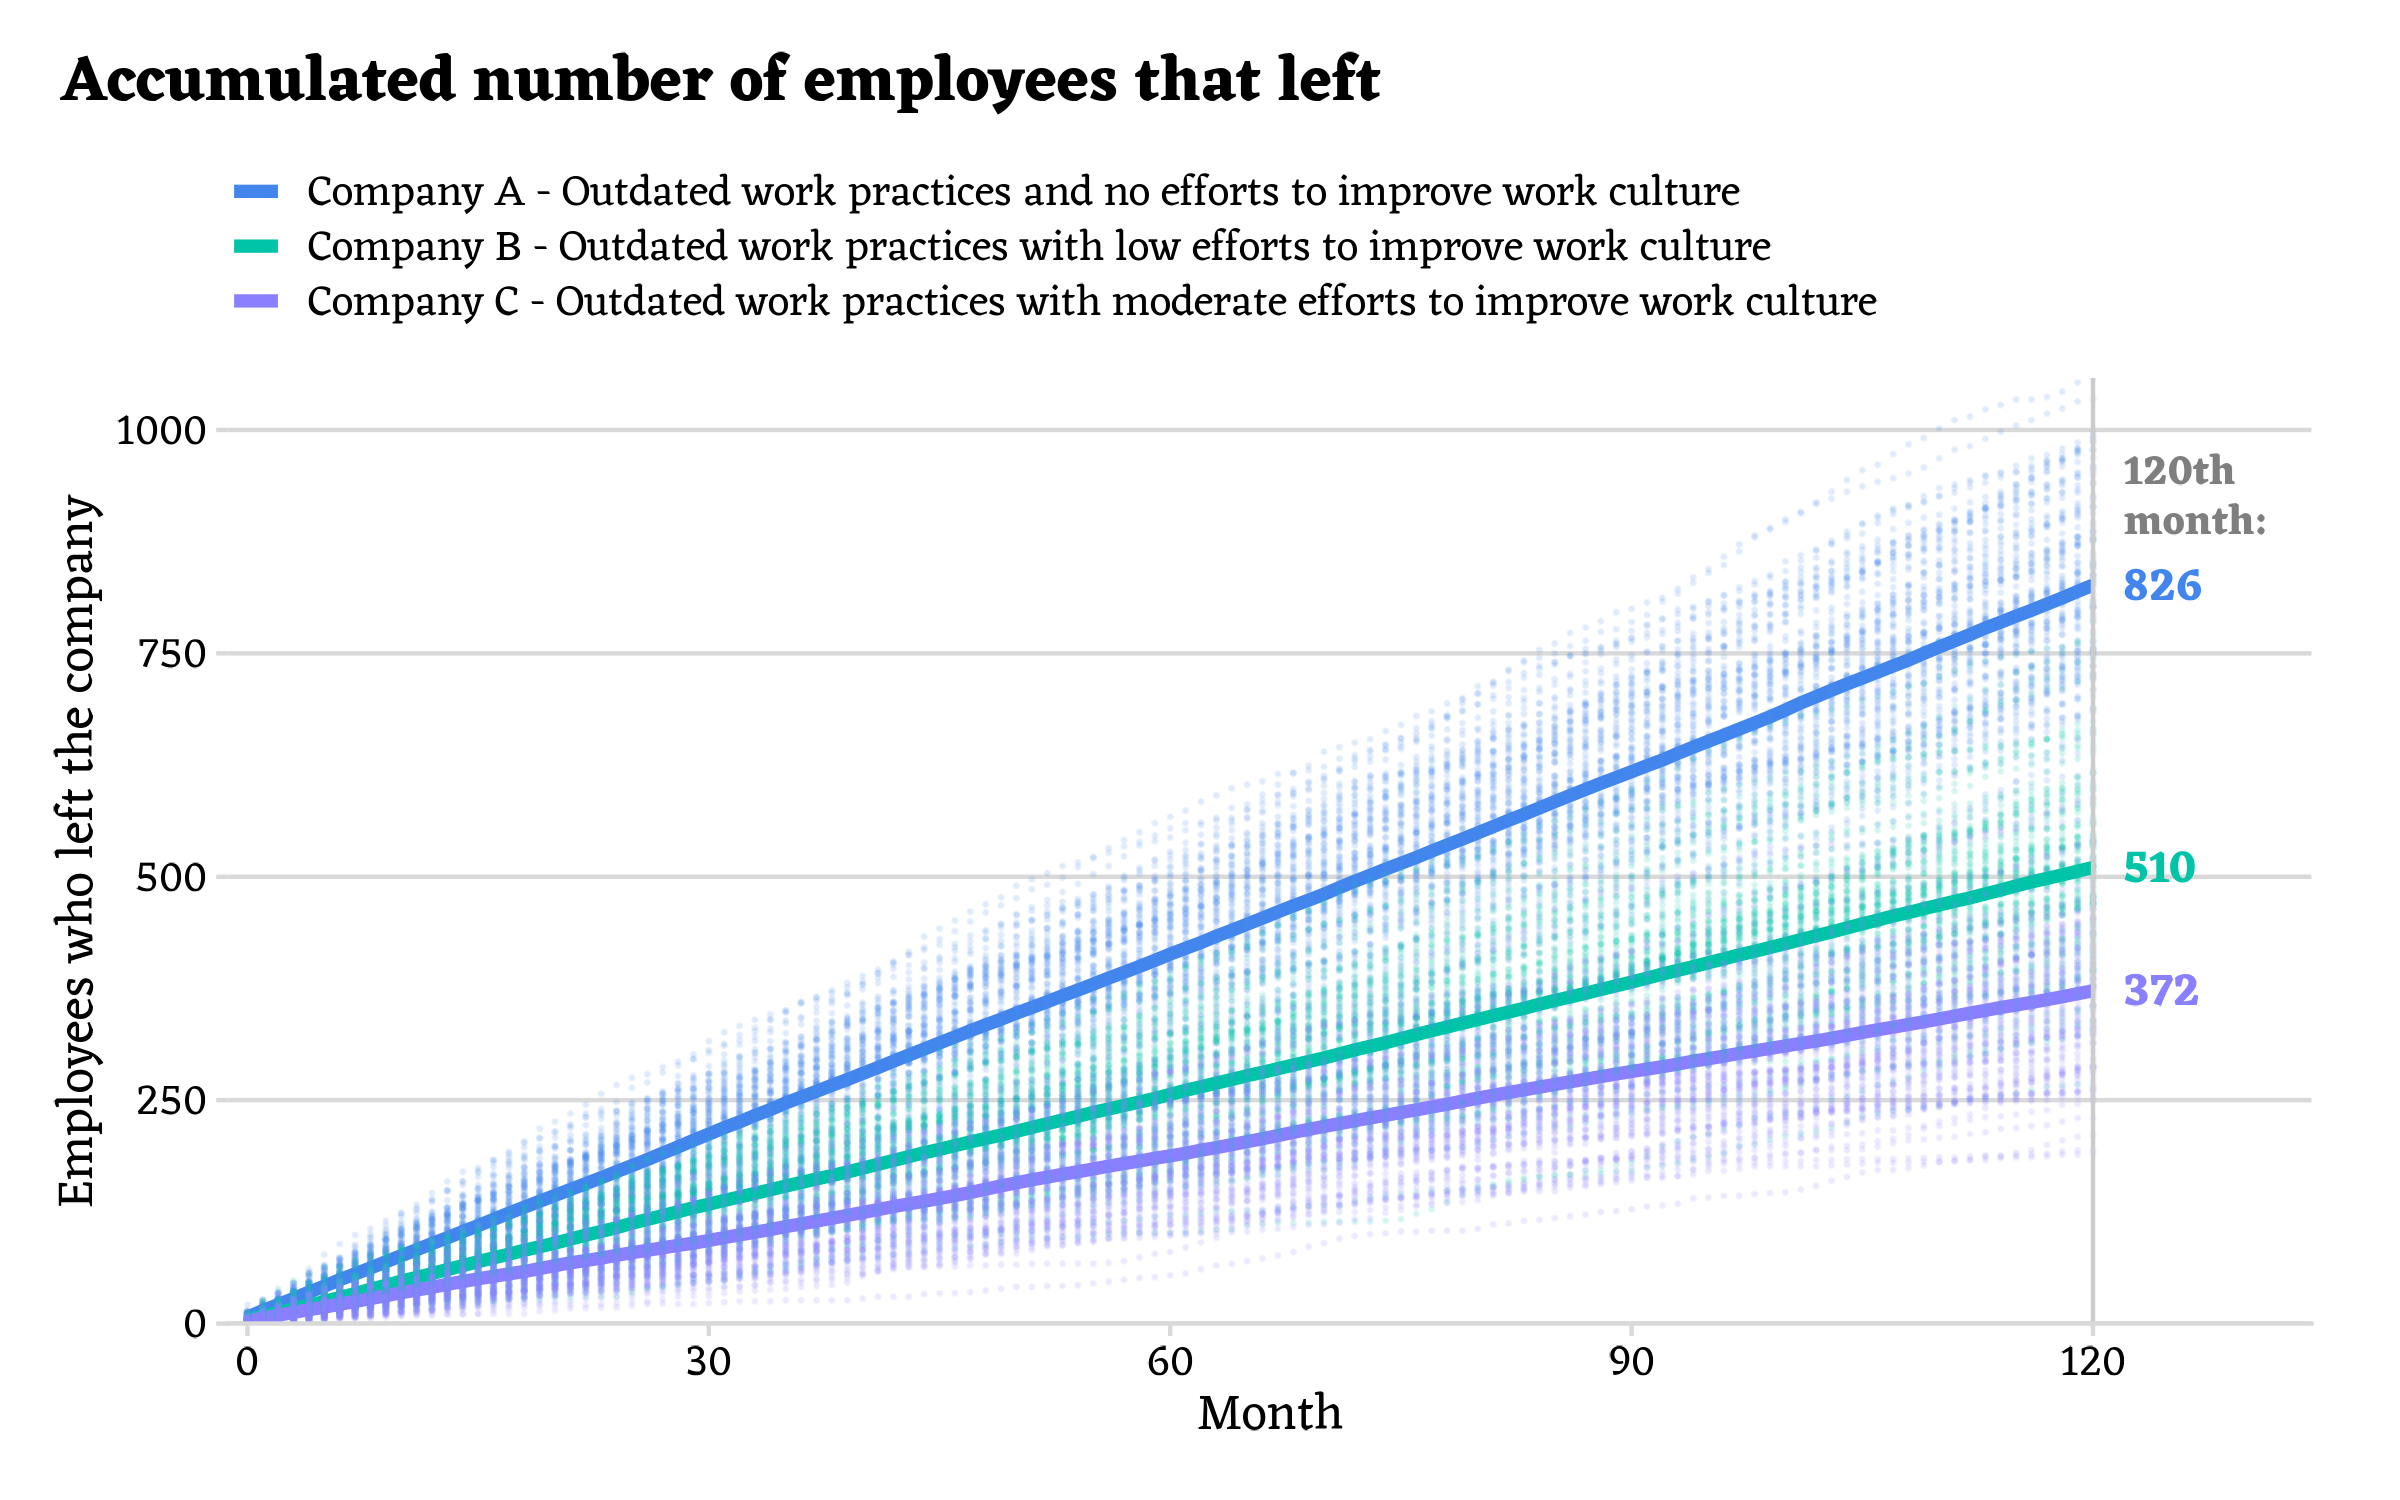 Accumulated number of employees that left
Company A - Outdated work practices and no efforts to improve work culture
Company B - Outdated work practices with low efforts to improve work culture
Company C - Outdated work practices with moderate efforts to improve work culture
Employees who left the company
1000
750
500
250
0
120th
month:
826
510
372
0
30
60
90
120
Month